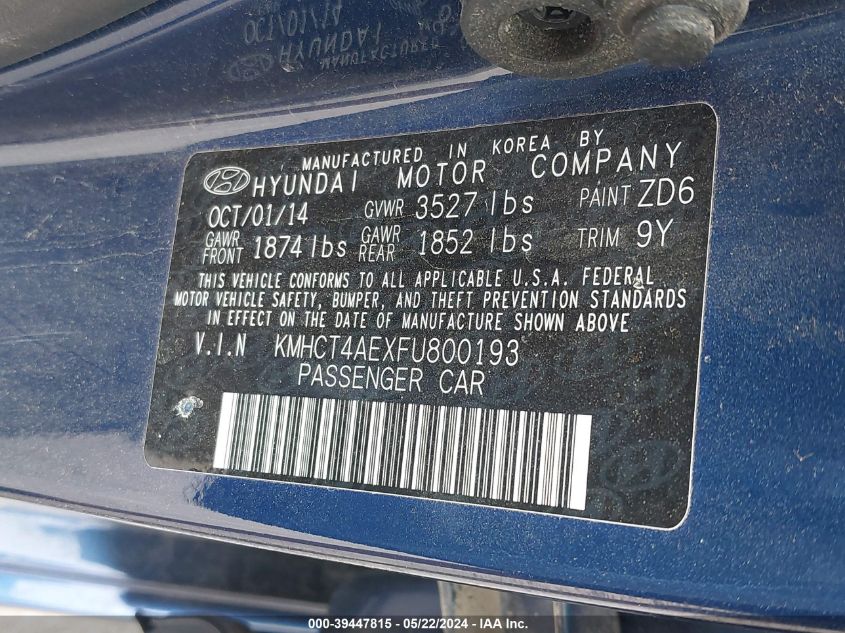 MANUFACTURED IN KOREA BY
HYUNDAI MOTOR COMPANY
OCT/01/14 GVWR 3527 lbs PAINT ZD6
GAWR FRONT 1874 lbs GAWR REAR 1852 lbs TRIM 9Y
THIS VEHICLE CONFORMS TO ALL APPLICABLE U.S.A. FEDERAL
MOTOR VEHICLE SAFETY, BUMPER, AND THEFT PREVENTION STANDARDS
IN EFFECT ON THE DATE OF MANUFACTURE SHOWN ABOVE
V.I.N KMHCT4AEXFU800193
PASSENGER CAR
000-39447815 - 05/22/2024 - IAA Inc.